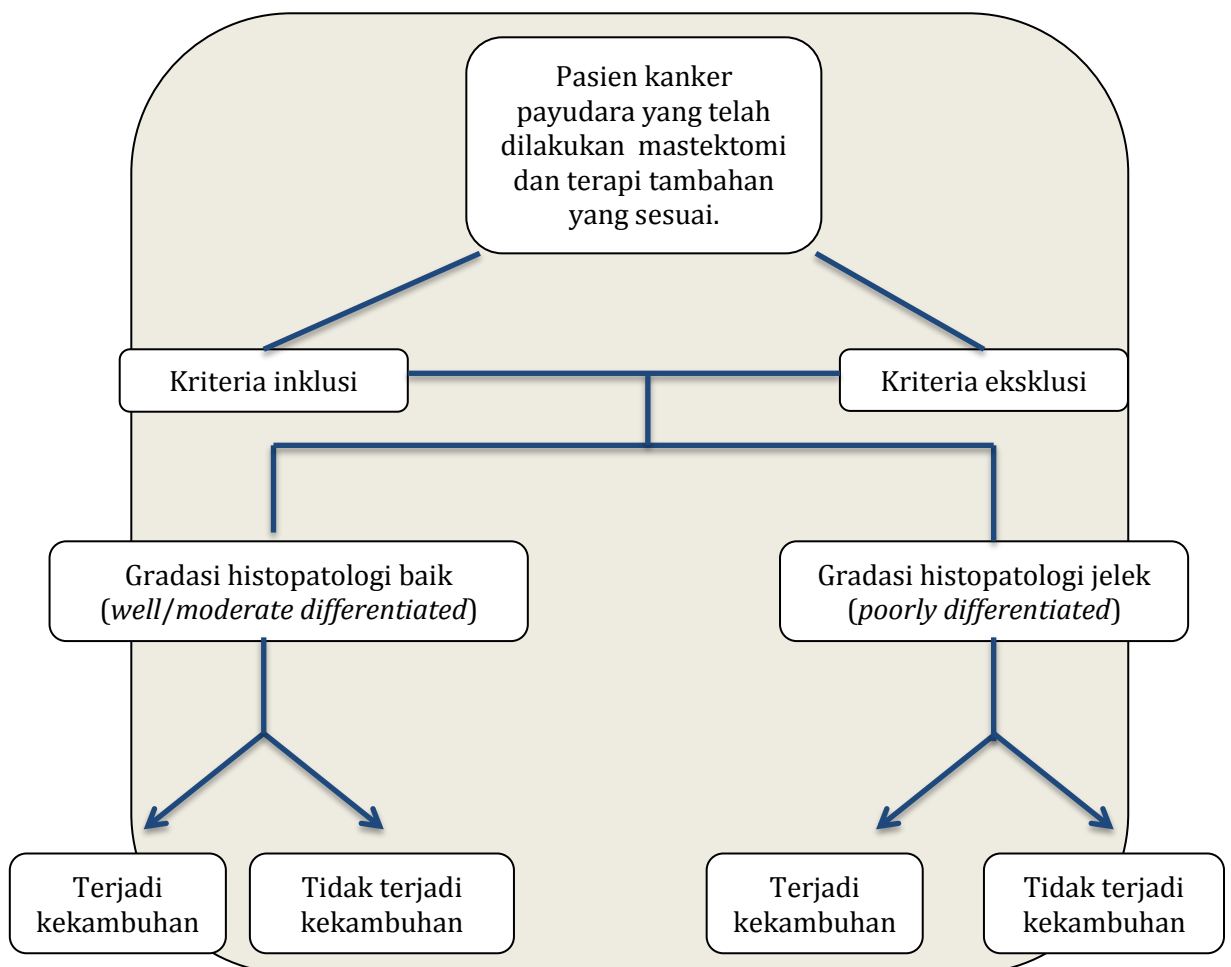 Pasien kanker
payudara yang telah
dilakukan mastektomi
dan terapi tambahan
yang sesuai.
Kriteria inklusi
Kriteria eksklusi
Gradasi histopatologi baik
(well/moderate differentiated)
Gradasi histopatologi jelek
(poorly differentiated)
Terjadi
kekambuhan
Tidak terjadi
kekambuhan
Terjadi
kekambuhan
Tidak terjadi
kekambuhan